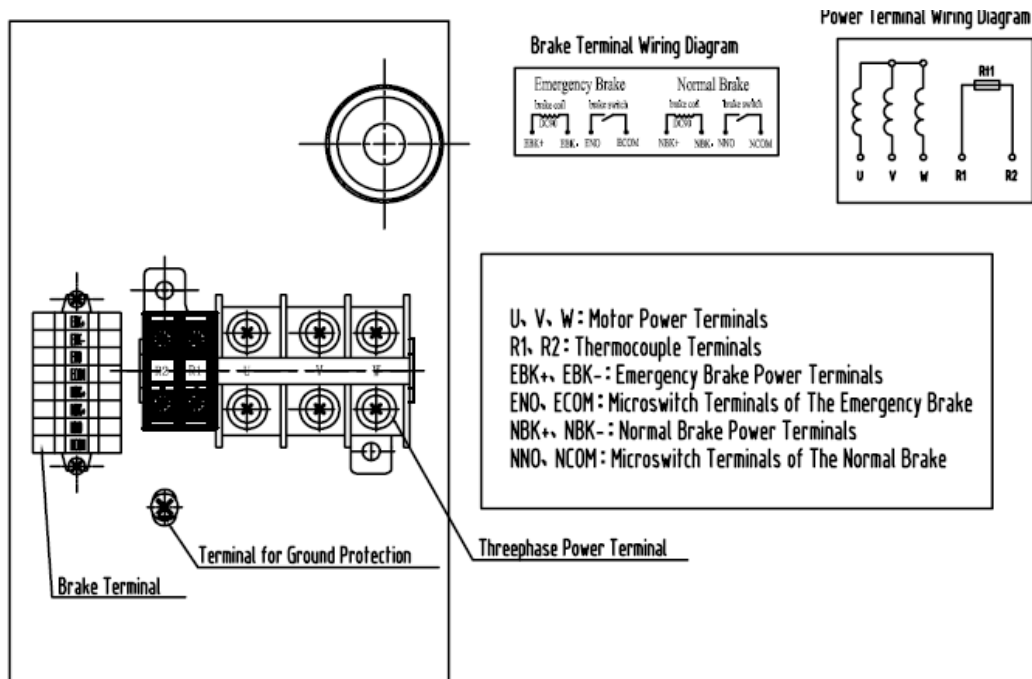 Power Terminal Wiring Diagram
Brake Terminal Wiring Diagram
Emergency Brake Normal Brake
brake coil brake switch brake coil brake switch
DC90 DC90
EBK+ EBK- ENO ECOM NBK+ NBK- NNO NCOM
R11
U V W R1 R2
U、V、W：Motor Power Terminals
R1、R2：Thermocouple Terminals
EBK+、EBK-：Emergency Brake Power Terminals
ENO、ECOM：Microswitch Terminals of The Emergency Brake
NBK+、NBK-：Normal Brake Power Terminals
NNO、NCOM：Microswitch Terminals of The Normal Brake
EBK+
EBK-
ENO
ECOM
R2 R1 U V W
Terminal for Ground Protection
Threephase Power Terminal
Brake Terminal